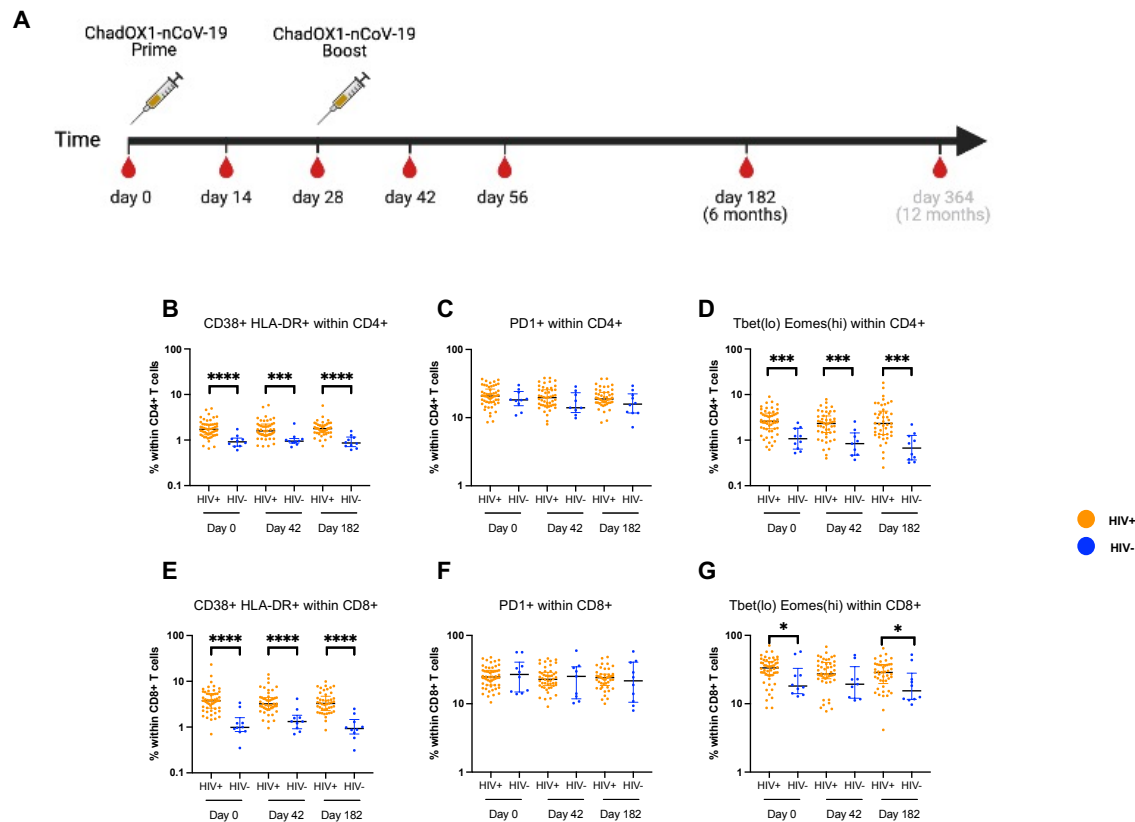 A
ChadOX1-nCoV-19
Prime
ChadOX1-nCoV-19
Boost
Time
day 0
day 14
day 28
day 42
day 56
day 182
(6 months)
day 364
(12 months)
B
CD38+ HLA-DR+ within CD4+
% within CD4+ T cells
100
10
1
0.1
****
***
****
HIV+ HIV- HIV+ HIV- HIV+ HIV-
Day 0 Day 42 Day 182
C
PD1+ within CD4+
% within CD4+ T cells
100
10
1
HIV+ HIV- HIV+ HIV- HIV+ HIV-
Day 0 Day 42 Day 182
D
Tbet(lo) Eomes(hi) within CD4+
% within CD4+ T cells
100
10
1
0.1
***
***
***
HIV+ HIV- HIV+ HIV- HIV+ HIV-
Day 0 Day 42 Day 182
HIV+
HIV-
E
CD38+ HLA-DR+ within CD8+
% within CD8+ T cells
100
10
1
0.1
****
****
****
HIV+ HIV- HIV+ HIV- HIV+ HIV-
Day 0 Day 42 Day 182
F
PD1+ within CD8+
% within CD8+ T cells
100
10
1
HIV+ HIV- HIV+ HIV- HIV+ HIV-
Day 0 Day 42 Day 182
G
Tbet(lo) Eomes(hi) within CD8+
% within CD8+ T cells
100
10
1
*
*
HIV+ HIV- HIV+ HIV- HIV+ HIV-
Day 0 Day 42 Day 182